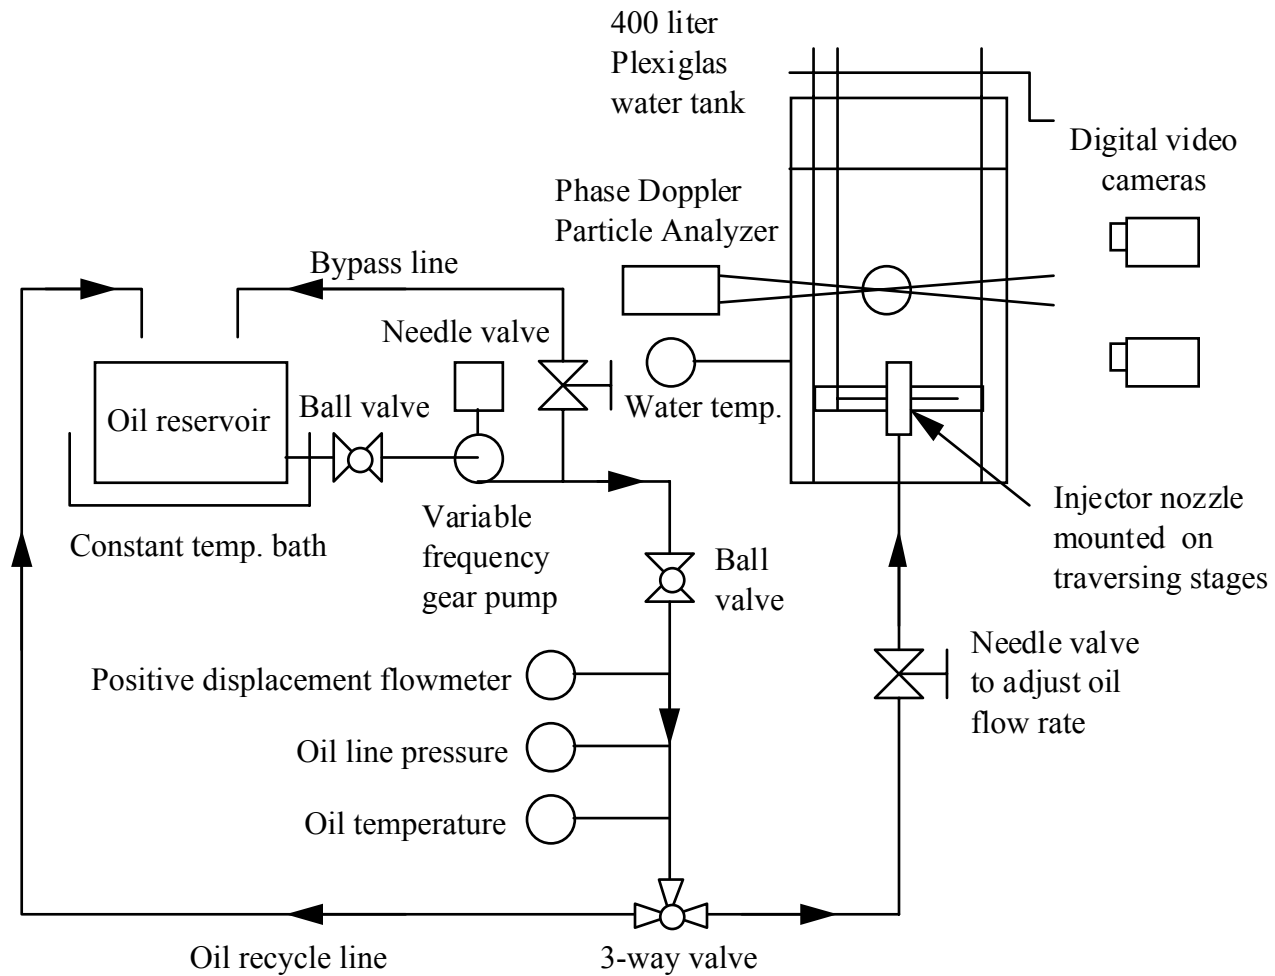 400 liter
Plexiglas
water tank
Digital video
cameras
Phase Doppler
Particle Analyzer
Bypass line
Needle valve
Water temp.
Ball valve
Oil reservoir
Constant temp. bath
Variable
frequency
gear pump
Injector nozzle
mounted on
traversing stages
Ball
valve
Needle valve
to adjust oil
flow rate
Positive displacement flowmeter
Oil line pressure
Oil temperature
Oil recycle line
3-way valve